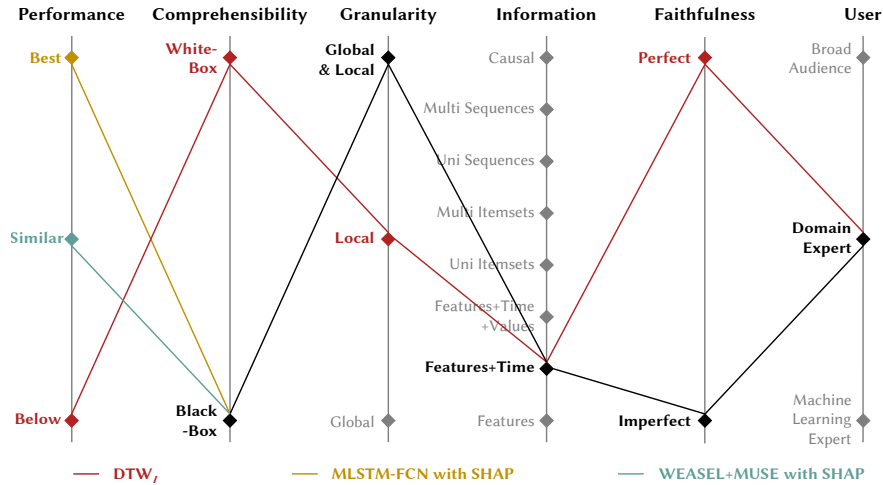 Performance
Comprehensibility
Granularity
Information
Faithfulness
User
Best
Similar
Below
White-
Box
Black
-Box
Global
& Local
Local
Global
Causal
Multi Sequences
Uni Sequences
Multi Itemsets
Uni Itemsets
Features+Time
+Values
Features+Time
Features
Perfect
Imperfect
Broad
Audience
Domain
Expert
Machine
Learning
Expert
DTW_I
MLSTM-FCN with SHAP
WEASEL+MUSE with SHAP